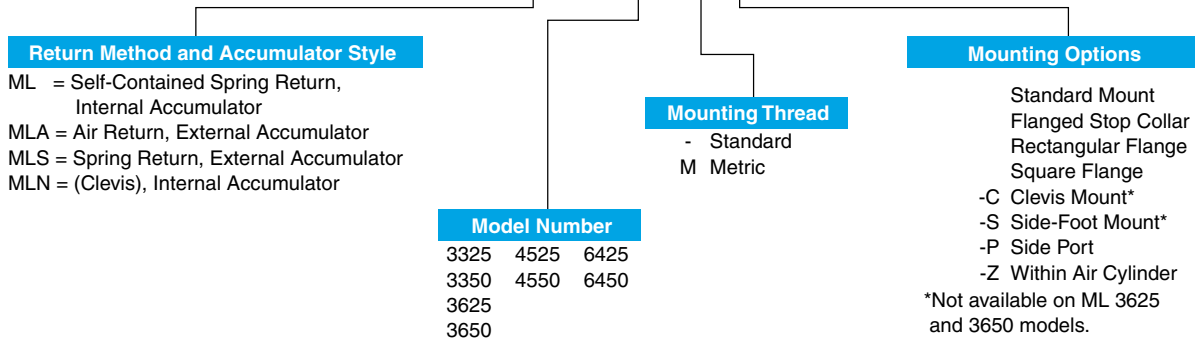 Return Method and Accumulator Style
ML = Self-Contained Spring Return,
Internal Accumulator
MLA = Air Return, External Accumulator
MLS = Spring Return, External Accumulator
MLN = (Clevis), Internal Accumulator
Model Number
3325 4525 6425
3350 4550 6450
3625
3650
Mounting Thread
- Standard
M Metric
Mounting Options
Standard Mount
Flanged Stop Collar
Rectangular Flange
Square Flange
-C Clevis Mount*
-S Side-Foot Mount*
-P Side Port
-Z Within Air Cylinder
*Not available on ML 3625
and 3650 models.